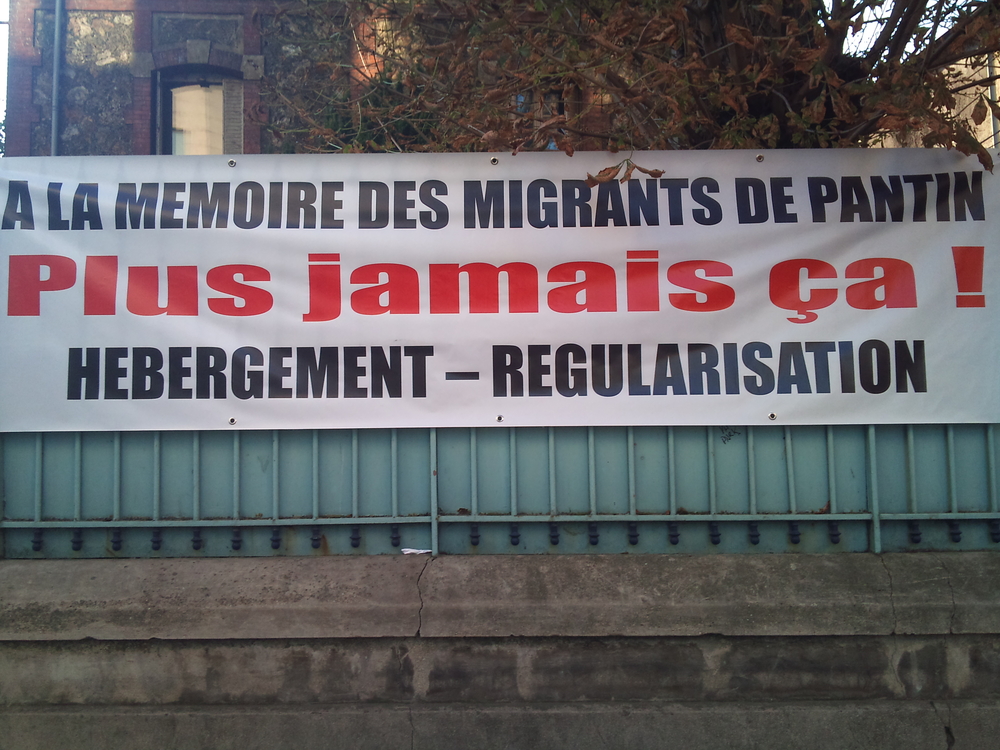 A LA MEMOIRE DES MIGRANTS DE PANTIN
Plus jamais ça !
HEBERGEMENT – REGULARISATION